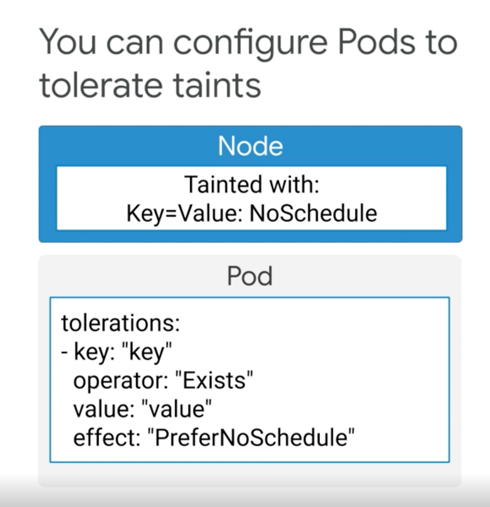 You can configure Pods to
tolerate taints
Node
Tainted with:
Key=Value: NoSchedule
Pod
tolerations:
- key: "key"
operator: "Exists"
value: "value"
effect: "PreferNoSchedule"